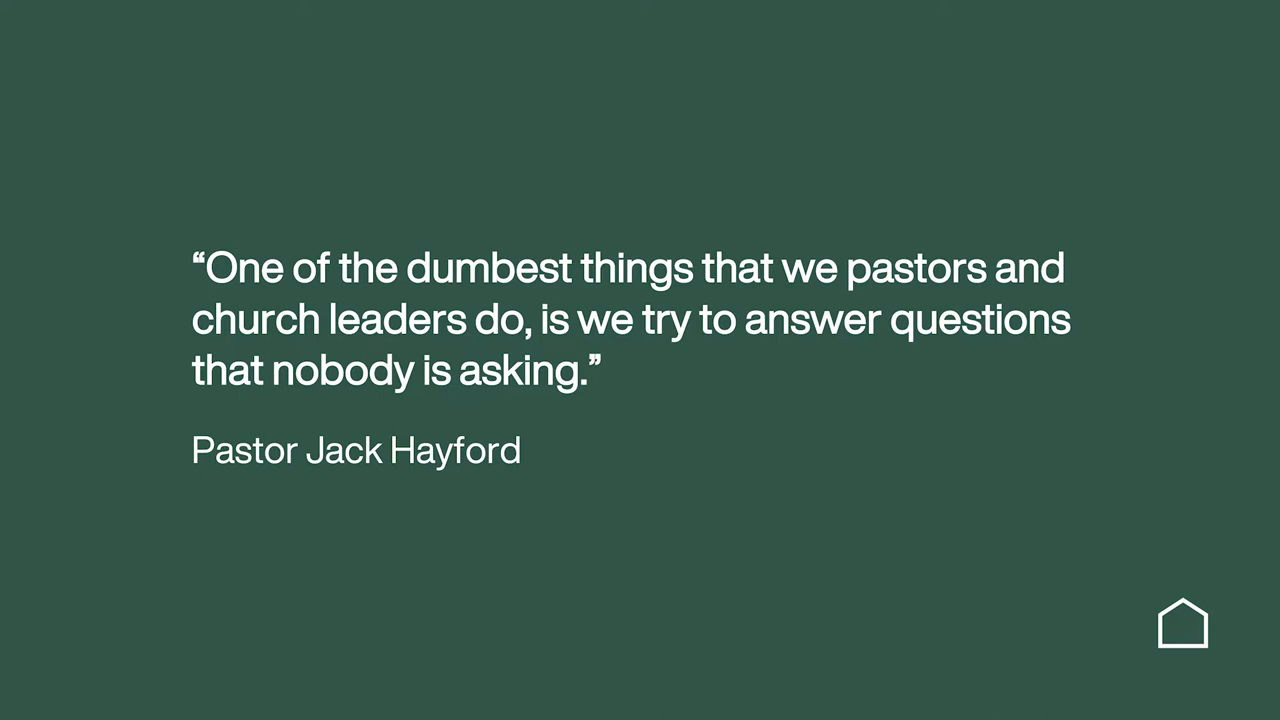 “One of the dumbest things that we pastors and
church leaders do, is we try to answer questions
that nobody is asking.”
Pastor Jack Hayford